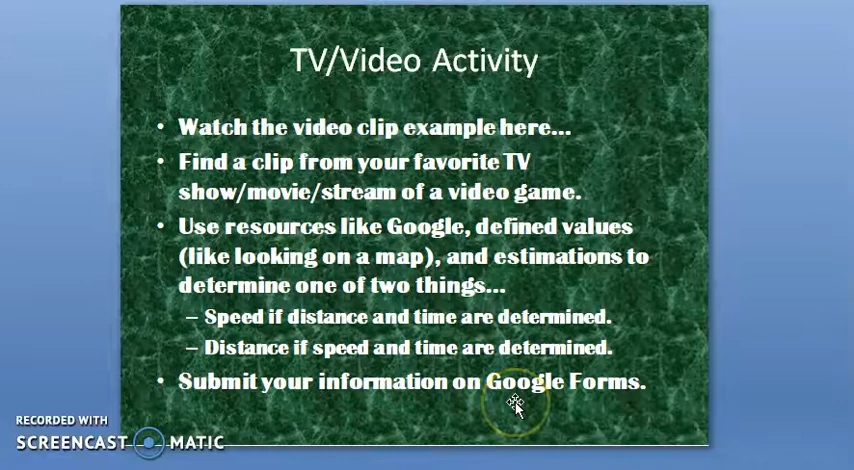 TV/Video Activity
• Watch the video clip example here...
• Find a clip from your favorite TV
show/movie/stream of a video game.
• Use resources like Google, defined values
(like looking on a map), and estimations to
determine one of two things...
– Speed if distance and time are determined.
– Distance if speed and time are determined.
• Submit your information on Google Forms.
RECORDED WITH
SCREENCAST MATIC